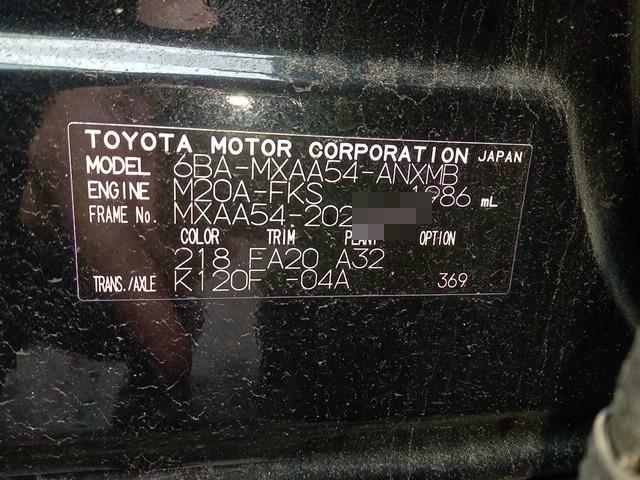 TOYOTA MOTOR CORPORATION JAPAN
MODEL 6BA-MXAA54-ANXMB
ENGINE M20A-FKS 1986 mL
FRAME No. MXAA54-202
COLOR TRIM PLANT OPTION
218 FA20 A32
TRANS./AXLE K120F -04A 369